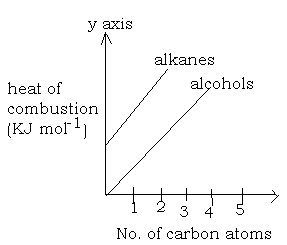 y axis
alkanes
alcohols
heat of
combustion
(KJ mol⁻¹)
1 2 3 4 5
No. of carbon atoms